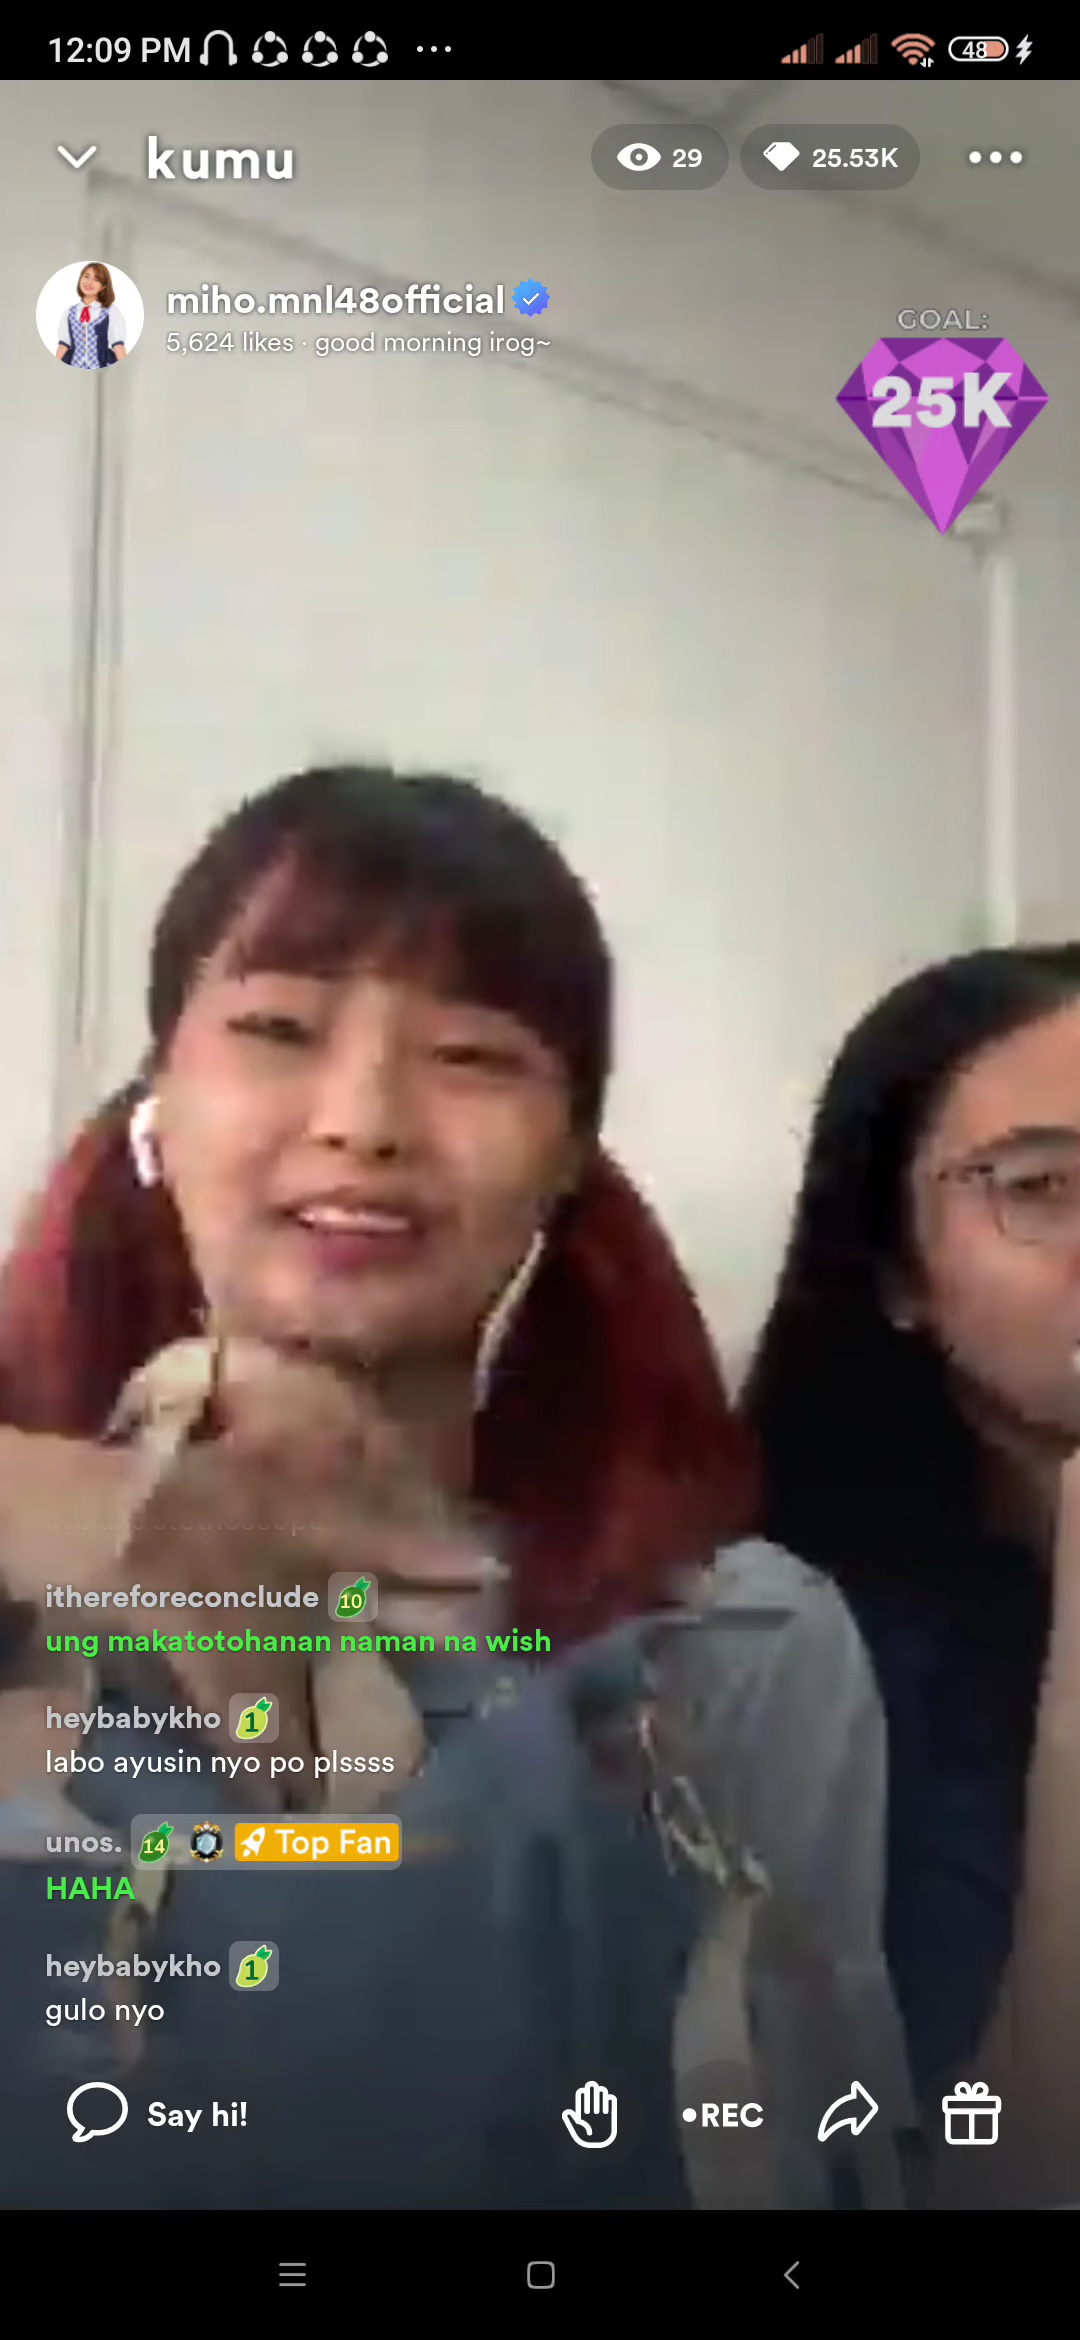 12:09 PM
48
kumu
29
25.53K
miho.mnl48official
5,624 likes · good morning irog~
GOAL:
25K
ithereforeconclude 10
ung makatotohanan naman na wish
heybabykho 1
labo ayusin nyo po plssss
unos. 14 Top Fan
HAHA
heybabykho 1
gulo nyo
Say hi!
REC